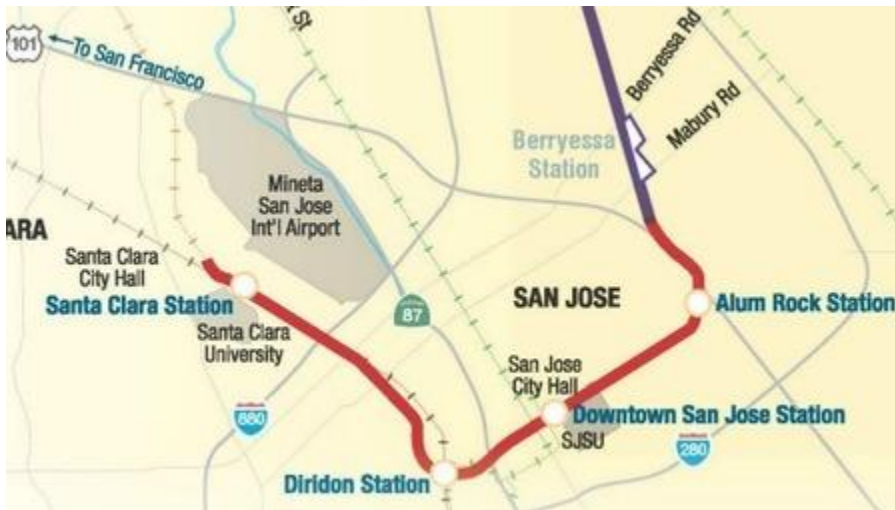 101
To San Francisco
St
Berryessa Rd
Mabury Rd
Berryessa
Station
Mineta
San Jose
Int'l Airport
ARA
Santa Clara
City Hall
Santa Clara Station
Santa Clara
University
87
SAN JOSE
Alum Rock Station
San Jose
City Hall
Downtown San Jose Station
SJSU
880
280
Diridon Station